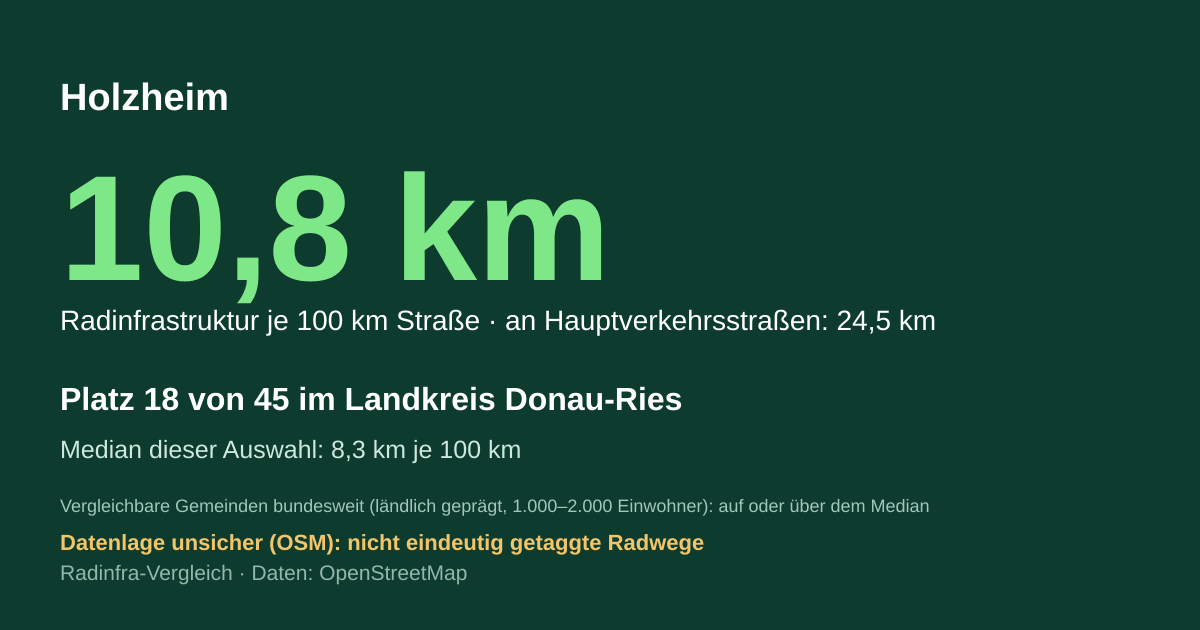 Holzheim
10,8 km
Radinfrastruktur je 100 km Straße · an Hauptverkehrsstraßen: 24,5 km
Platz 18 von 45 im Landkreis Donau-Ries
Median dieser Auswahl: 8,3 km je 100 km
Vergleichbare Gemeinden bundesweit (ländlich geprägt, 1.000–2.000 Einwohner): auf oder über dem Median
Datenlage unsicher (OSM): nicht eindeutig getaggte Radwege
Radinfra-Vergleich · Daten: OpenStreetMap